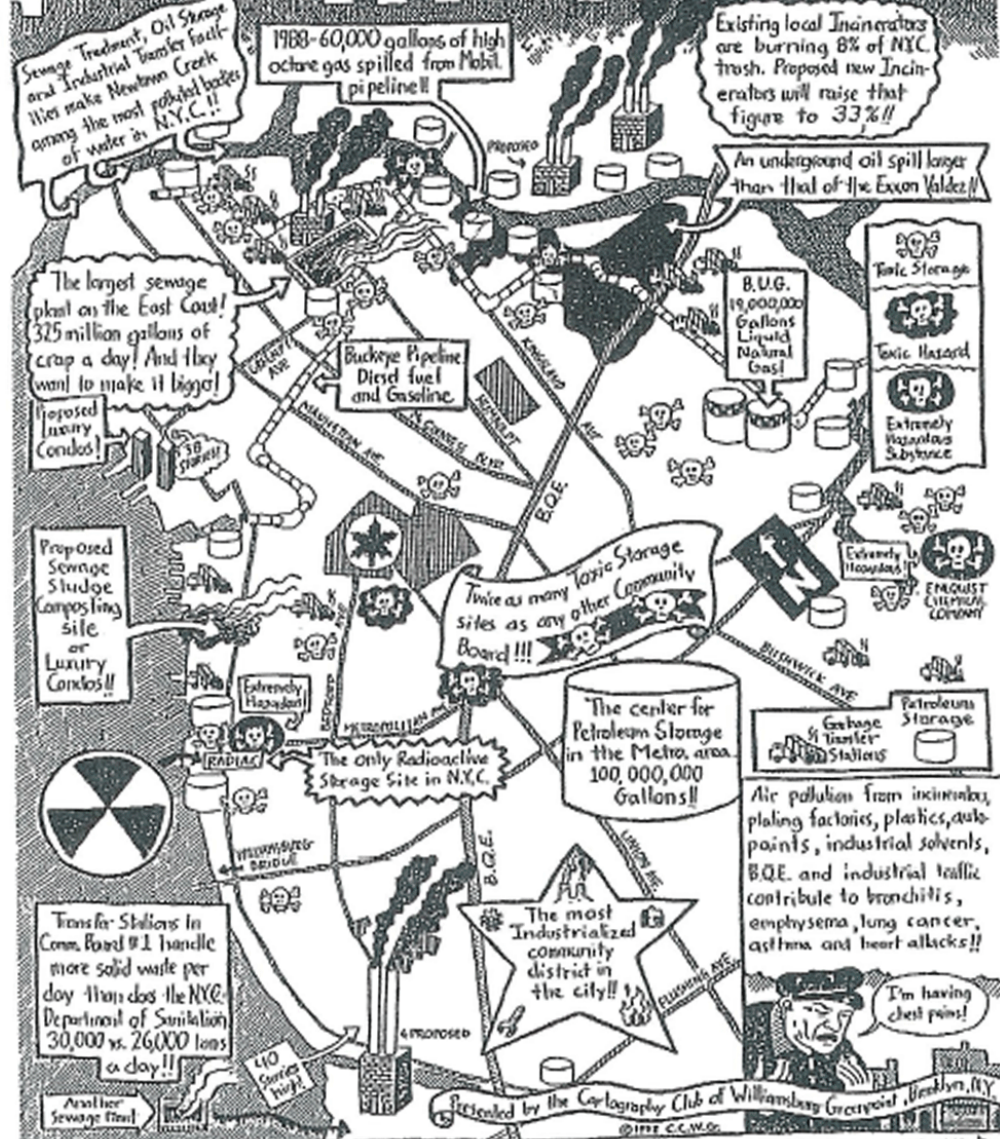 Sewage Treatment, Oil Storage
and Industrial Transfer Facil-
ities make Newtown Creek
among the most polluted bodies
of water in N.Y.C.!!
1988-60,000 gallons of high
octane gas spilled from Mobil
pipeline!!
Existing local Incinerators
are burning 8% of N.Y.C.
trash. Proposed new Incin-
erators will raise that
figure to 33%!!
PROPOSED
An underground oil spill larger
than that of the Exxon Valdez!!
The largest sewage
plant on the East Coast!
325 million gallons of
crap a day! And they
want to make it bigger!
B.U.G.
19,000,000
Gallons
Liquid
Natural
Gas!
Toxic Storage
Toxic Hazard
Extremely
Hazardous
Substance
Buckeye Pipeline
Diesel fuel
and Gasoline
AVE
KINGSLAND AVE
MANHATTAN AVE
HUMBOLDT
BLVD.
B.Q.E.
Proposed
Luxury
Condos!
38
STORIES!
Proposed
Sewage
Sludge
Composting
site
or
Luxury
Condos!!
Twice as many Toxic Storage
sites as any other Community
Board!!!
Extremely
Hazardous!
CHEMICAL
COMPANY
BUSHWICK AVE
Extremely
Hazardous!
BEDFORD AVE
METROPOLITAN
RADIAC
The only Radioactive
Storage Site in N.Y.C.
The center for
Petroleum Storage
in the Metro. area
100,000,000
Gallons!!
Garbage
Transfer
Stations
Petroleum
Storage
Air pollution from incinerators,
plating factories, plastics, auto-
paints, industrial solvents,
B.Q.E. and industrial traffic
contribute to bronchitis,
emphysema, lung cancer,
asthma and heart attacks!!
WILLIAMSBURG
BRIDGE
B.Q.E.
UNION AVE.
Transfer Stations in
Comm. Board #1 handle
more solid waste per
day than does the N.Y.C.
Department of Sanitation
30,000 vs. 26,000 tons
a day!!
The most
Industrialized
community
district in
the city!!
FLUSHING AVE.
I'm having
chest pains!
PROPOSED
40
Stories
high!
Another
Sewage Plant
Presented by the Cartography Club of Williamsburg Greenpoint, Brooklyn, N.Y.
C.C.W.G.